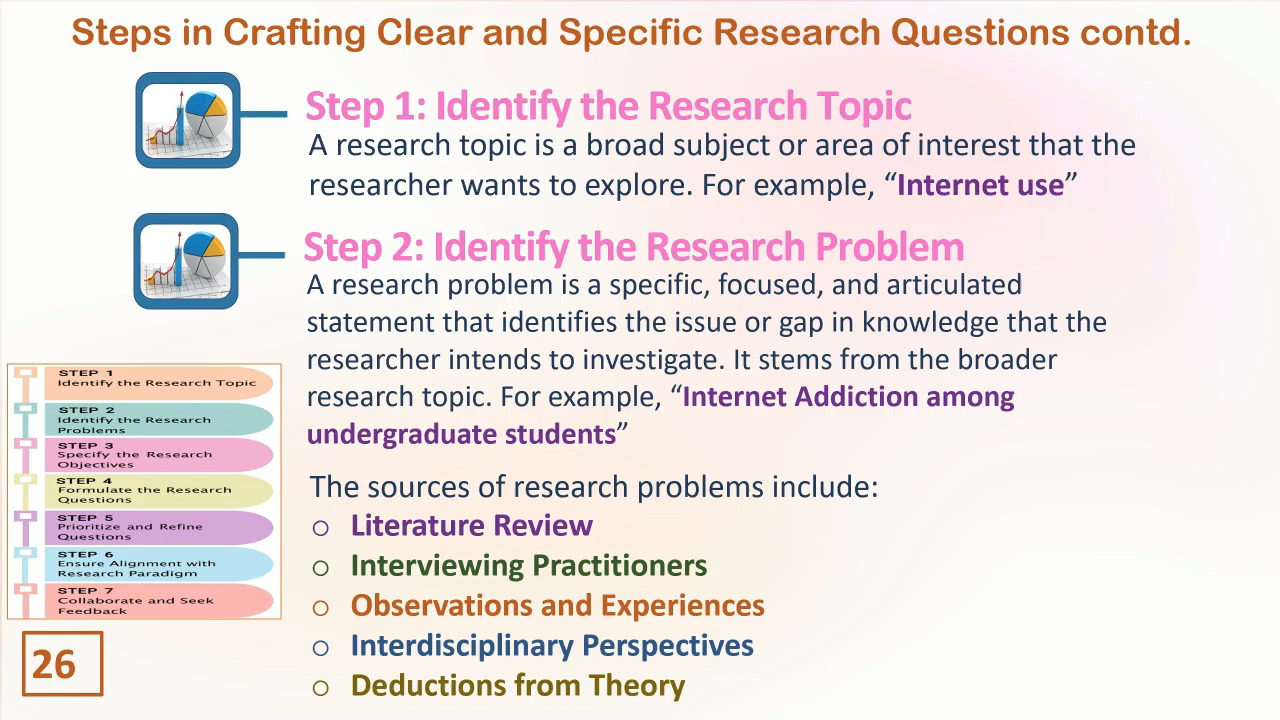 Steps in Crafting Clear and Specific Research Questions contd.
Step 1: Identify the Research Topic
A research topic is a broad subject or area of interest that the
researcher wants to explore. For example, “Internet use”
Step 2: Identify the Research Problem
A research problem is a specific, focused, and articulated
statement that identifies the issue or gap in knowledge that the
researcher intends to investigate. It stems from the broader
research topic. For example, “Internet Addiction among
undergraduate students”
The sources of research problems include:
o Literature Review
o Interviewing Practitioners
o Observations and Experiences
o Interdisciplinary Perspectives
o Deductions from Theory
STEP 1
Identify the Research Topic
STEP 2
Identify the Research
Problems
STEP 3
Specify the Research
Objectives
STEP 4
Formulate the Research
Questions
STEP 5
Prioritize and Refine
Questions
STEP 6
Ensure Alignment with
Research Paradigm
STEP 7
Collaborate and Seek
Feedback
26